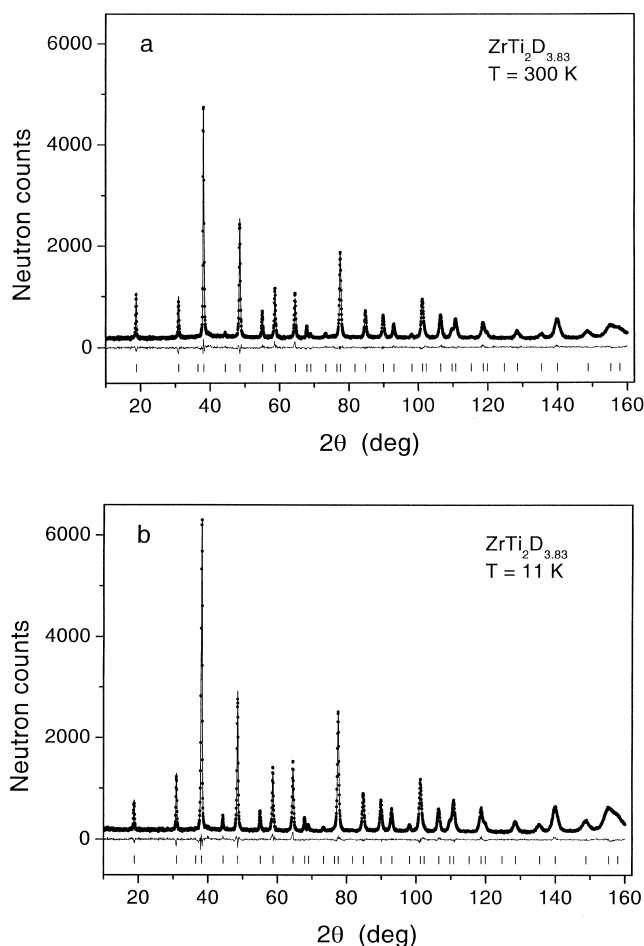 6000
4000
2000
0
Neutron counts
a
ZrTi₂D₃.₈₃
T = 300 K
20 40 60 80 100 120 140 160
2θ (deg)
6000
4000
2000
0
Neutron counts
b
ZrTi₂D₃.₈₃
T = 11 K
20 40 60 80 100 120 140 160
2θ (deg)